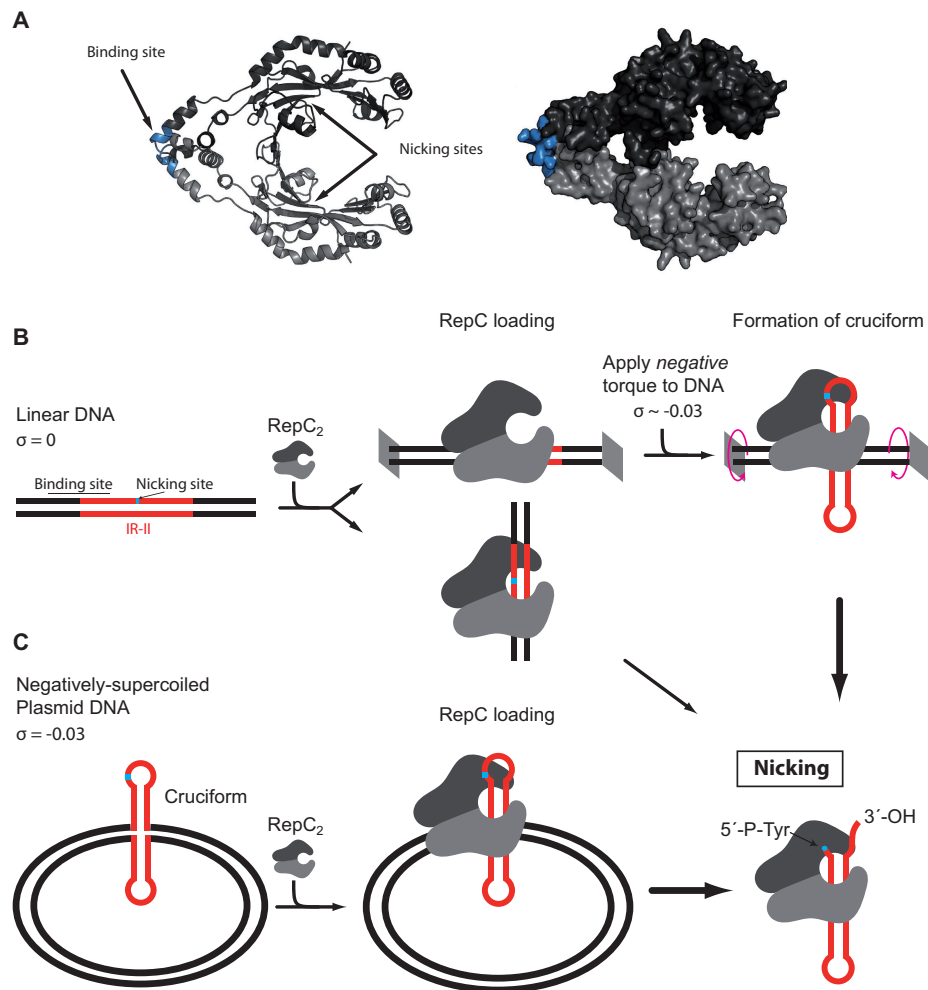 A
Binding site
Nicking sites
B
RepC loading
Formation of cruciform
Linear DNA
σ = 0
RepC₂
Apply negative
torque to DNA
σ ~ -0.03
Binding site
Nicking site
IR-II
C
Negatively-supercoiled
Plasmid DNA
σ = -0.03
RepC loading
Cruciform
RepC₂
Nicking
5´-P-Tyr
3´-OH